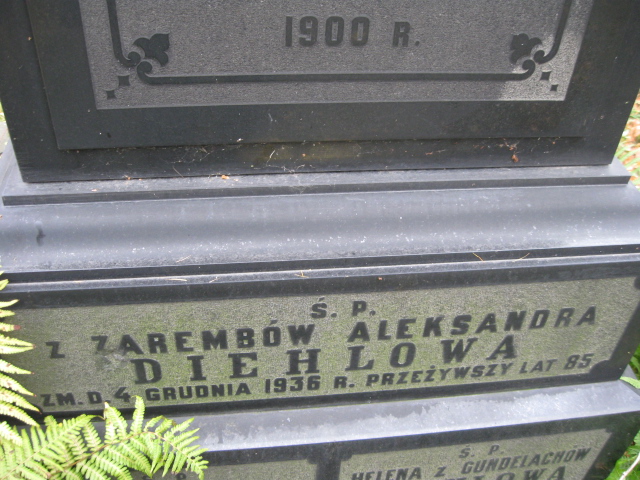 1900 R.
Ś. P.
Z ZAREMBÓW ALEKSANDRA
DIEHLOWA
ZM. D. 4 GRUDNIA 1936 R. PRZEŻYWSZY LAT 85
Ś. P.
HELENA Z GUNDELACHÓW